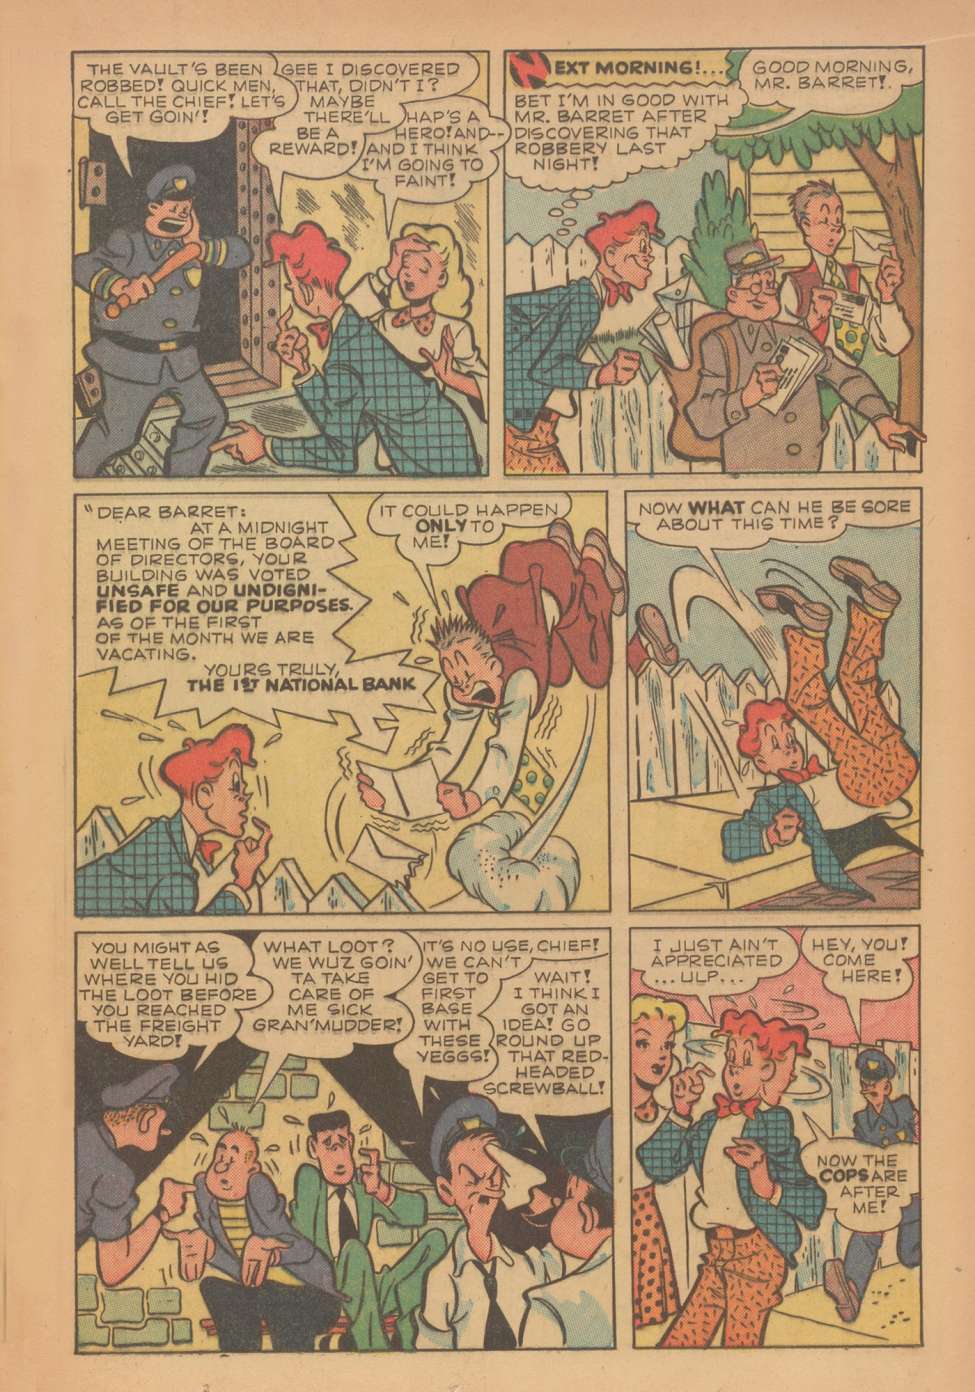 THE VAULT'S BEEN
ROBBED! QUICK MEN,
CALL THE CHIEF! LET'S
GET GOIN'!
GEE I DISCOVERED
THAT, DIDN'T I?
MAYBE
THERE'LL
BE A
REWARD!
HAP'S A
HERO! AND--
AND I THINK
I'M GOING TO
FAINT!
NEXT MORNING!...
BET I'M IN GOOD WITH
MR. BARRET AFTER
DISCOVERING THAT
ROBBERY LAST
NIGHT!
GOOD MORNING,
MR. BARRET!
"DEAR BARRET:
AT A MIDNIGHT
MEETING OF THE BOARD
OF DIRECTORS, YOUR
BUILDING WAS VOTED
UNSAFE AND UNDIGNI-
FIED FOR OUR PURPOSES.
AS OF THE FIRST
OF THE MONTH WE ARE
VACATING.
YOURS TRULY,
THE 1ST NATIONAL BANK
IT COULD HAPPEN
ONLY TO
ME!
NOW WHAT CAN HE BE SORE
ABOUT THIS TIME?
YOU MIGHT AS
WELL TELL US
WHERE YOU HID
THE LOOT BEFORE
YOU REACHED
THE FREIGHT
YARD!
WHAT LOOT?
WE WUZ GOIN'
TA TAKE
CARE OF
ME SICK
GRAN'MUDDER!
IT'S NO USE, CHIEF!
WE CAN'T
GET TO
FIRST
BASE
WITH
THESE
YEGGS!
WAIT!
I THINK I
GOT AN
IDEA! GO
ROUND UP
THAT RED-
HEADED
SCREWBALL!
I JUST AIN'T
APPRECIATED
...ULP...
HEY, YOU!
COME
HERE!
NOW THE
COPS ARE
AFTER
ME!